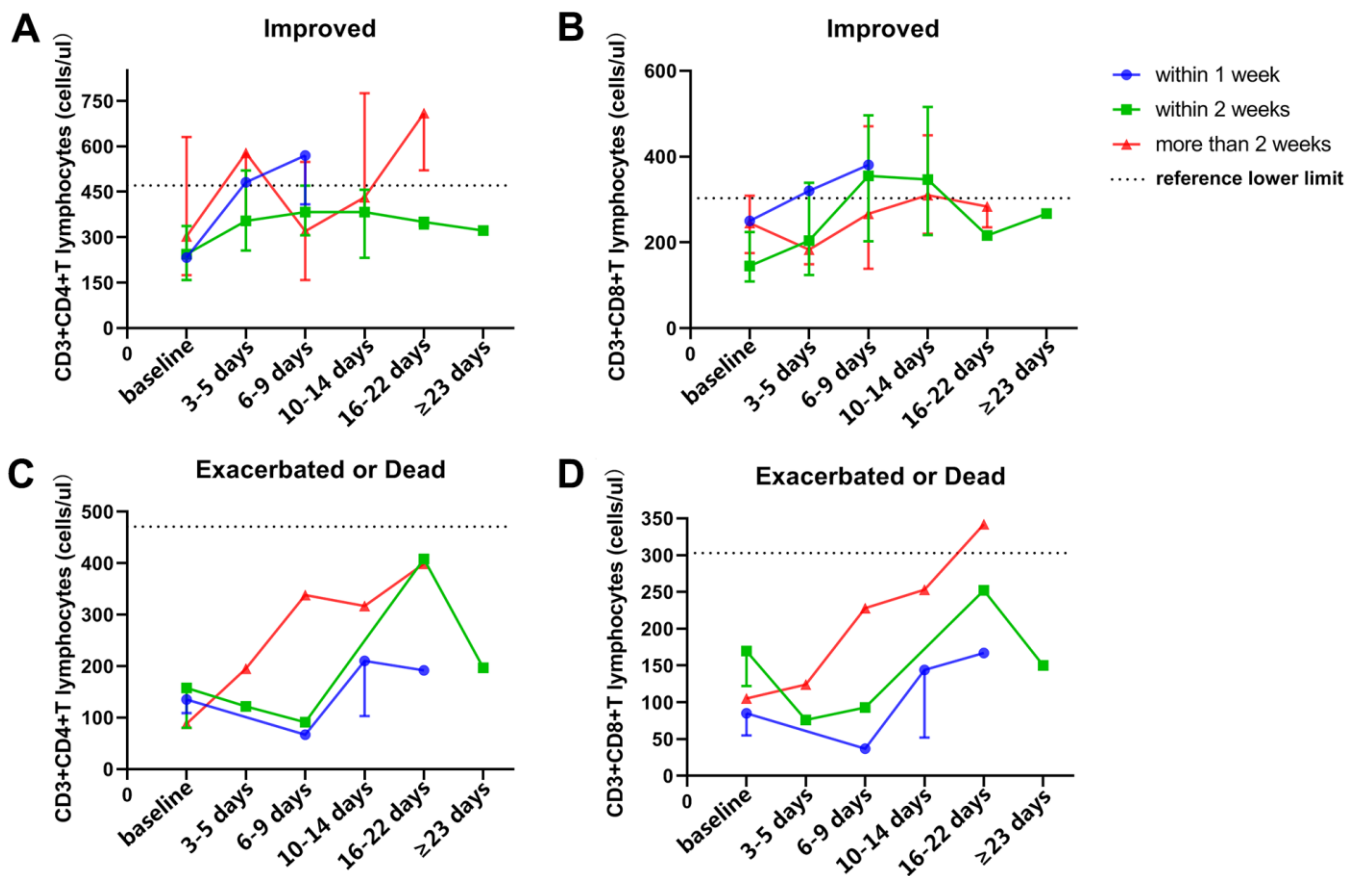 A
Improved
CD3+CD4+T lymphocytes (cells/ul)
750
600
450
300
150
0
0
baseline
3-5 days
6-9 days
10-14 days
16-22 days
≥23 days
B
Improved
CD3+CD8+T lymphocytes (cells/ul)
600
400
200
0
0
baseline
3-5 days
6-9 days
10-14 days
16-22 days
≥23 days
within 1 week
within 2 weeks
more than 2 weeks
reference lower limit
C
Exacerbated or Dead
CD3+CD4+T lymphocytes (cells/ul)
500
400
300
200
100
0
0
baseline
3-5 days
6-9 days
10-14 days
16-22 days
≥23 days
D
Exacerbated or Dead
CD3+CD8+T lymphocytes (cells/ul)
350
300
250
200
150
100
50
0
0
baseline
3-5 days
6-9 days
10-14 days
16-22 days
≥23 days